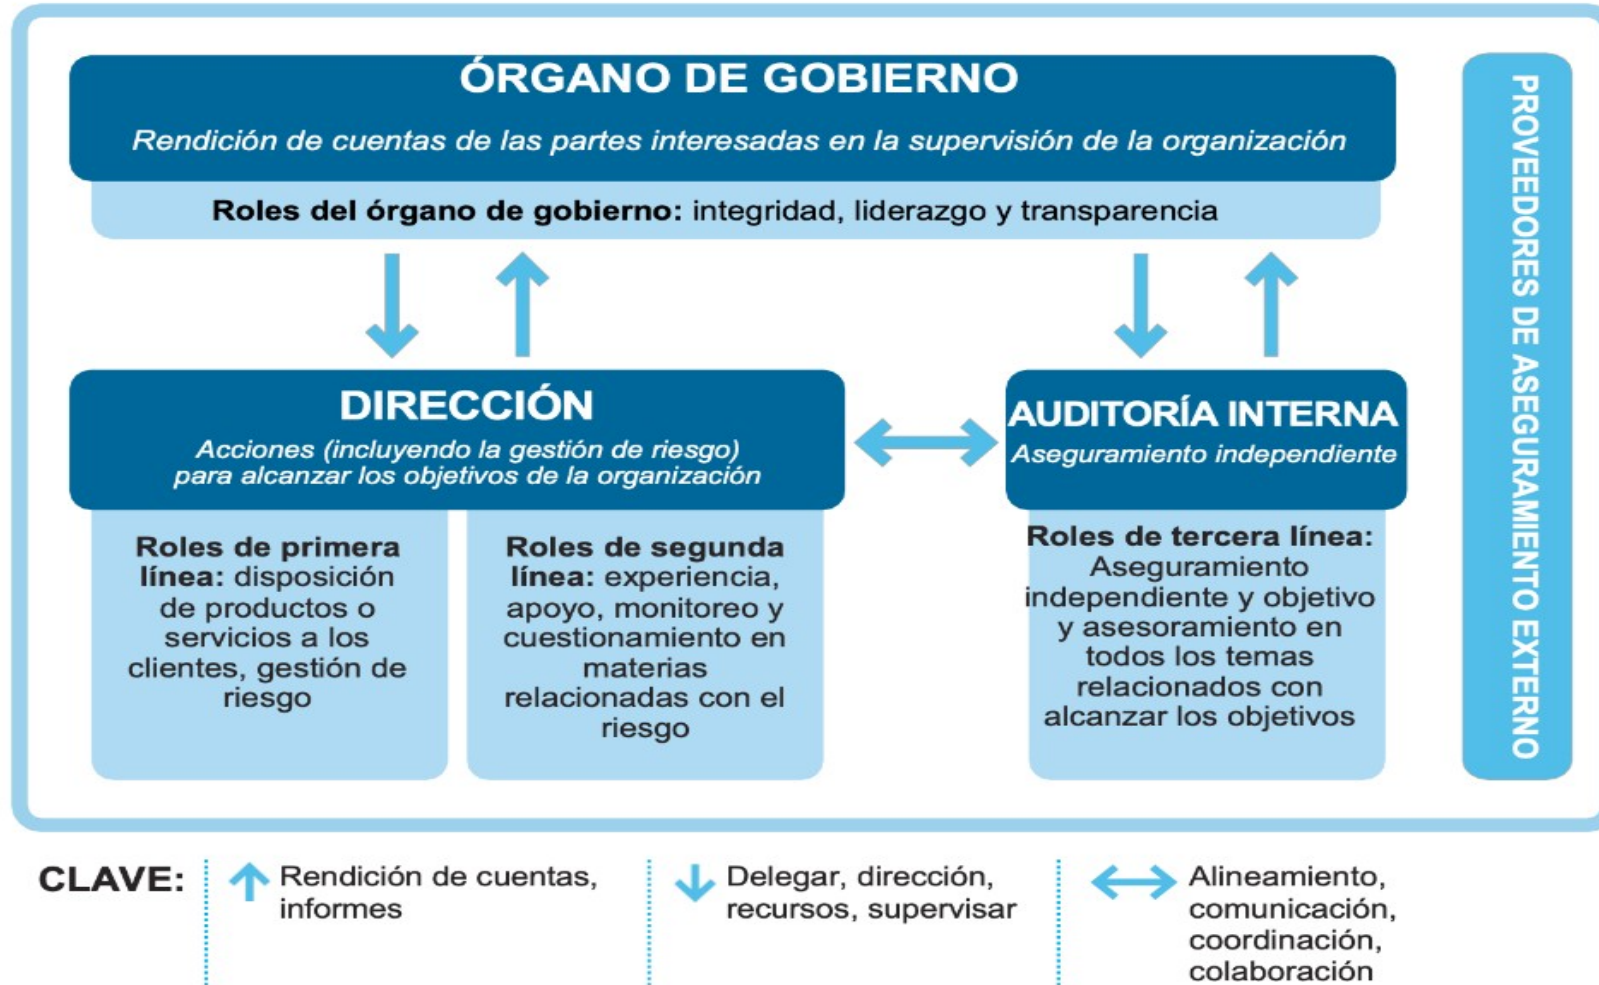 ÓRGANO DE GOBIERNO
Rendición de cuentas de las partes interesadas en la supervisión de la organización
Roles del órgano de gobierno: integridad, liderazgo y transparencia
DIRECCIÓN
Acciones (incluyendo la gestión de riesgo)
para alcanzar los objetivos de la organización
Roles de primera
línea: disposición
de productos o
servicios a los
clientes, gestión de
riesgo
Roles de segunda
línea: experiencia,
apoyo, monitoreo y
cuestionamiento en
materias
relacionadas con el
riesgo
AUDITORÍA INTERNA
Aseguramiento independiente
Roles de tercera línea:
Aseguramiento
independiente y objetivo
y asesoramiento en
todos los temas
relacionados con
alcanzar los objetivos
PROVEEDORES DE ASEGURAMIENTO EXTERNO
CLAVE:
Rendición de cuentas,
informes
Delegar, dirección,
recursos, supervisar
Alineamiento,
comunicación,
coordinación,
colaboración